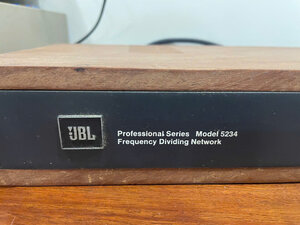 JBL
Professional Series Model 5234
Frequency Dividing Network